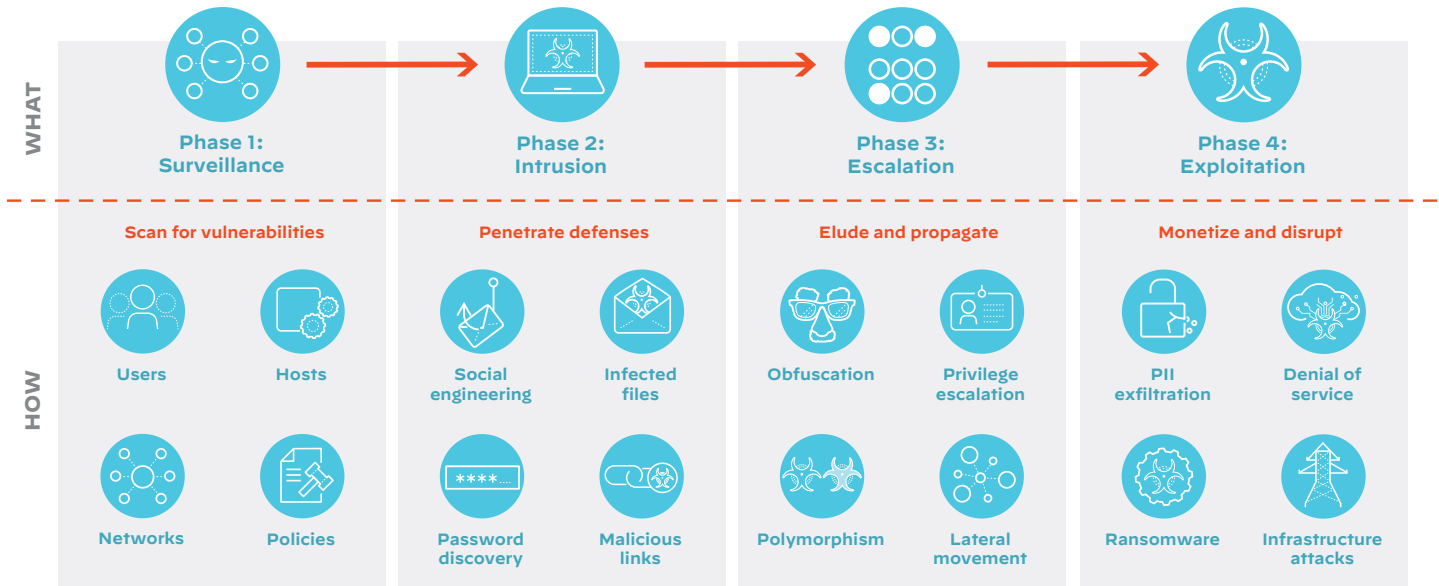 WHAT
Phase 1:
Surveillance
Phase 2:
Intrusion
Phase 3:
Escalation
Phase 4:
Exploitation
HOW
Scan for vulnerabilities
Users
Hosts
Networks
Policies
Penetrate defenses
Social
engineering
Infected
files
****....
Password
discovery
Malicious
links
Elude and propagate
Obfuscation
Privilege
escalation
Polymorphism
Lateral
movement
Monetize and disrupt
PII
exfiltration
Denial of
service
Ransomware
Infrastructure
attacks